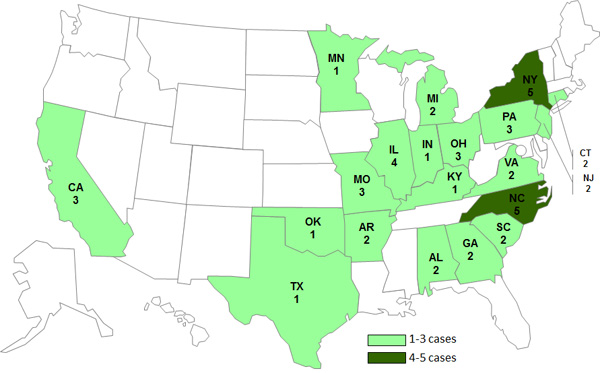 MN
1
NY
5
MI
2
PA
3
CA
3
IL
4
IN
1
OH
3
CT
2
NJ
2
MO
3
KY
1
VA
2
NC
5
OK
1
AR
2
SC
2
AL
2
GA
2
TX
1
1-3 cases
4-5 cases